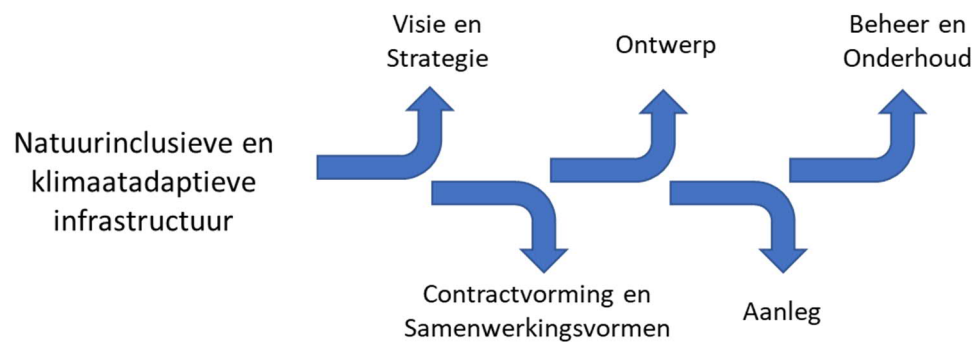 Natuurinclusieve en
klimaatadaptieve
infrastructuur
Visie en
Strategie
Contractvorming en
Samenwerkingsvormen
Ontwerp
Aanleg
Beheer en
Onderhoud